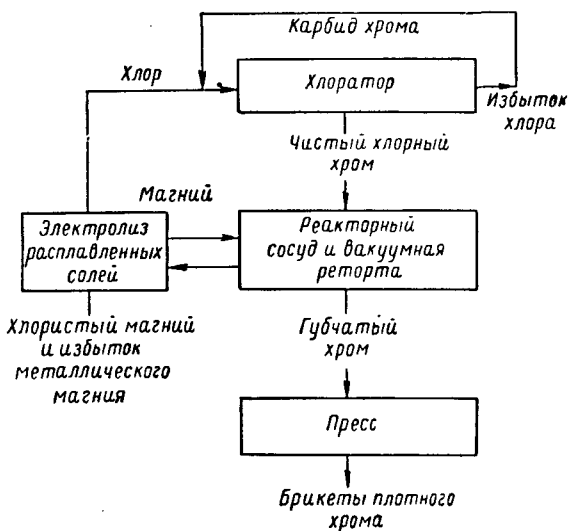 Карбид хрома
Хлор
Хлоратор
Избыток
хлора
Чистый хлорный
хром
Магний
Электролиз
расплавленных
солей
Реакторный
сосуд и вакуумная
реторта
Хлористый магний
и избыток
металлического
магния
Губчатый
хром
Пресс
Брикеты плотного
хрома